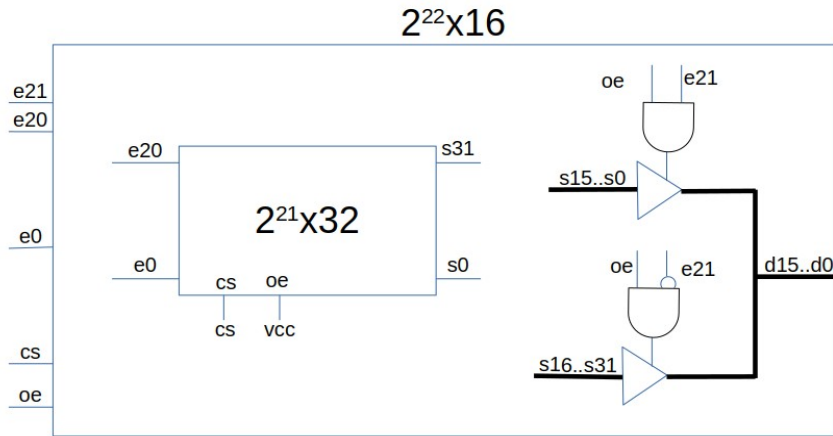 2²²x16
e21
e20
e0
cs
oe
e20
e0
2²¹x32
s31
s0
cs
oe
cs
vcc
oe
e21
s15..s0
oe
e21
s16..s31
d15..d0